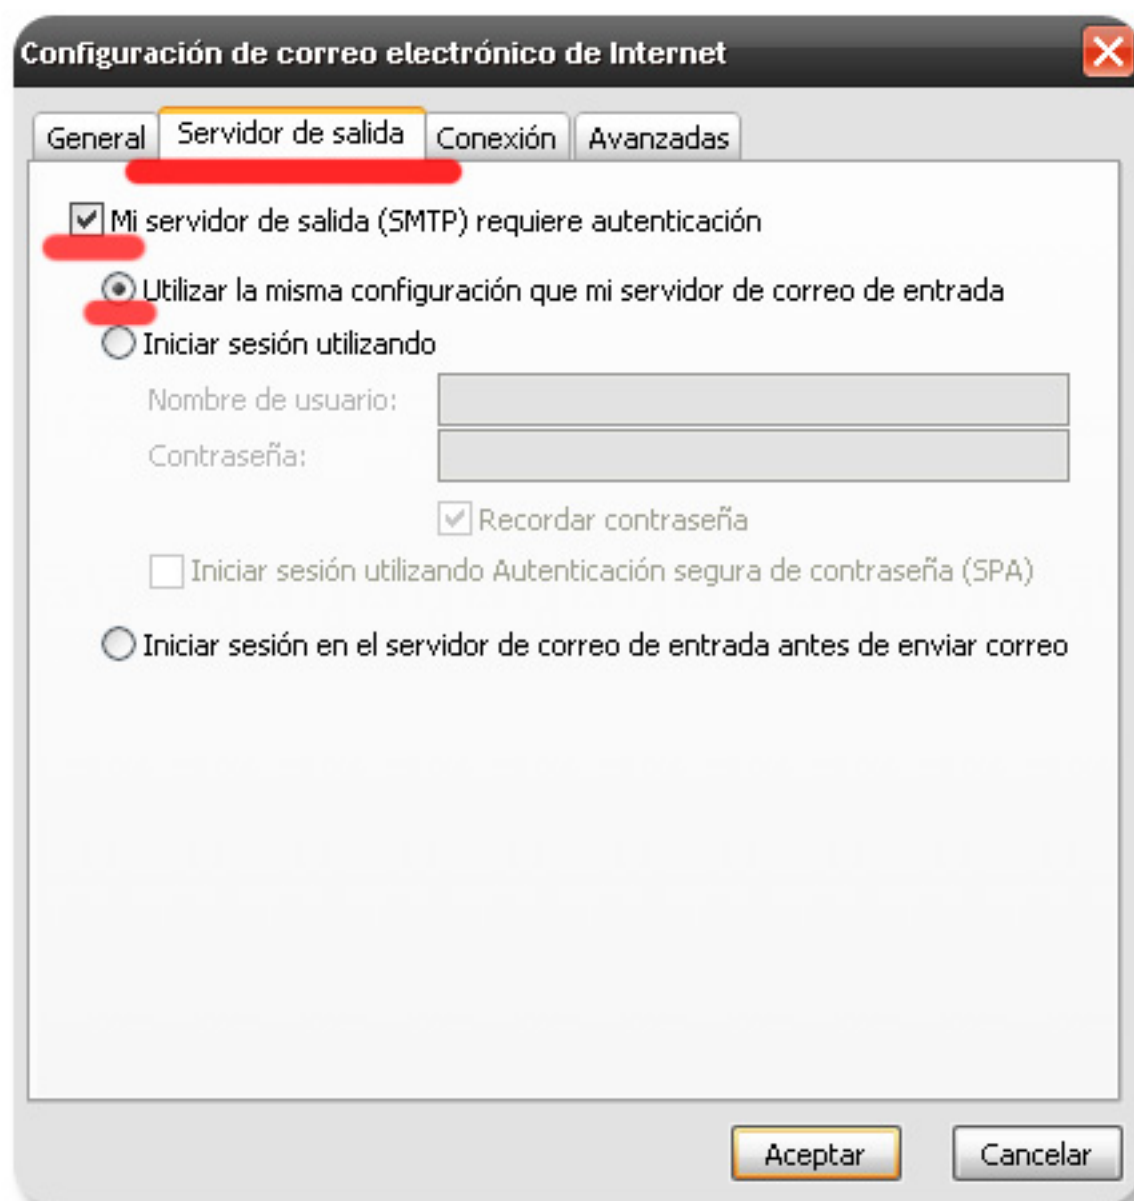 Configuración de correo electrónico de Internet
General Servidor de salida Conexión Avanzadas
Mi servidor de salida (SMTP) requiere autenticación
Utilizar la misma configuración que mi servidor de correo de entrada
Iniciar sesión utilizando
Nombre de usuario:
Contraseña:
Recordar contraseña
Iniciar sesión utilizando Autenticación segura de contraseña (SPA)
Iniciar sesión en el servidor de correo de entrada antes de enviar correo
Aceptar Cancelar